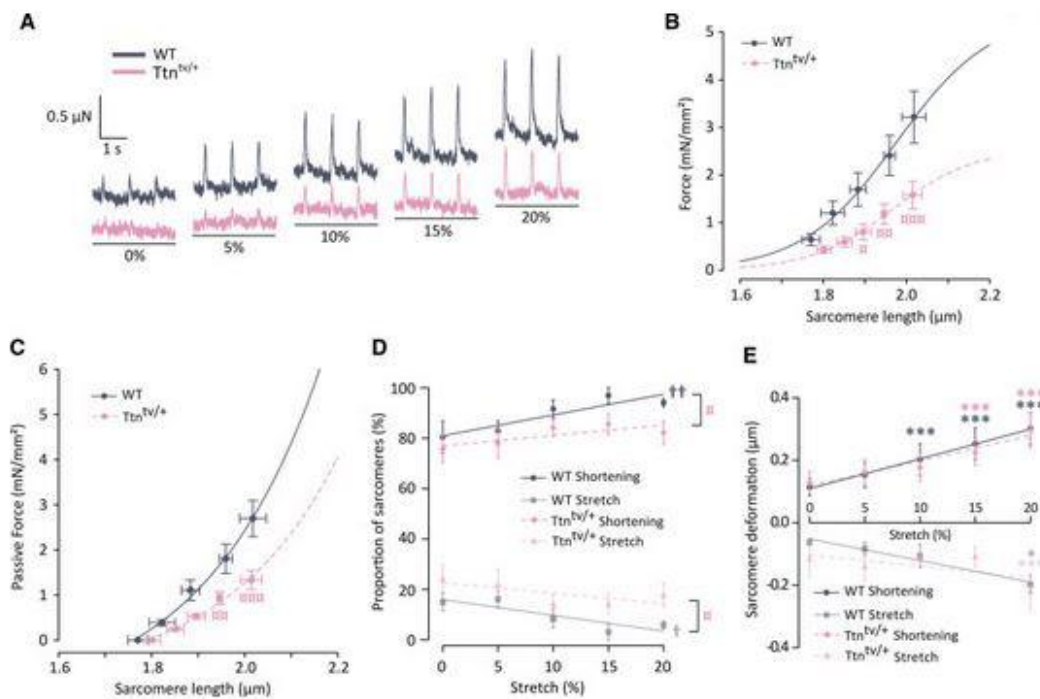 A
WT
Ttn^tv/+
0.5 µN
1 s
0%
5%
10%
15%
20%
B
WT
Ttn^tv/+
Force (mN/mm²)
5
4
3
2
1
0
1.6 1.8 2.0 2.2
Sarcomere length (µm)
C
WT
Ttn^tv/+
Passive Force (mN/mm²)
6
5
4
3
2
1
0
1.6 1.8 2.0 2.2
Sarcomere length (µm)
D
Proportion of sarcomeres (%)
100
80
60
40
20
0
††
¤
WT Shortening
WT Stretch
Ttn^tv/+ Shortening
Ttn^tv/+ Stretch
†
¤
0 5 10 15 20
Stretch (%)
E
Sarcomere deformation (µm)
0.4
0.2
0.0
-0.2
-0.4
*** ***
*** *** ***
0 5 10 15 20
Stretch (%)
WT Shortening
WT Stretch
Ttn^tv/+ Shortening
Ttn^tv/+ Stretch